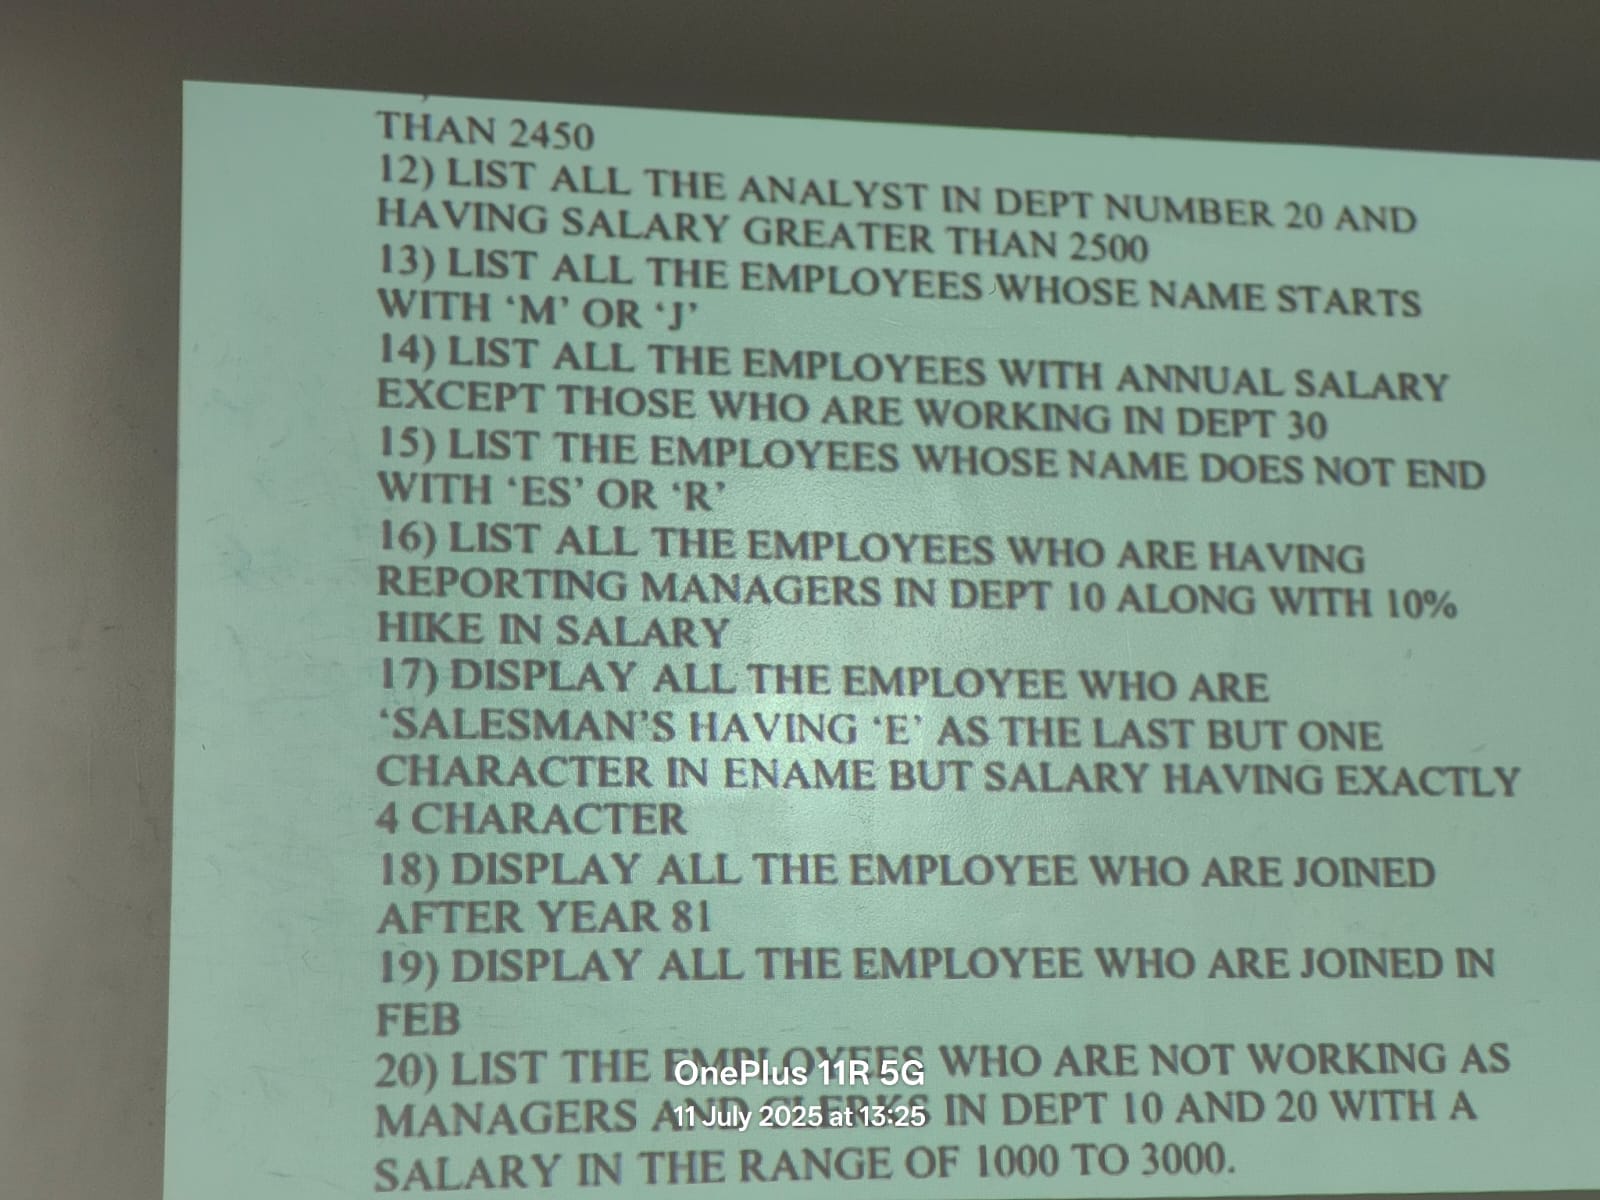 THAN 2450
12) LIST ALL THE ANALYST IN DEPT NUMBER 20 AND
HAVING SALARY GREATER THAN 2500
13) LIST ALL THE EMPLOYEES WHOSE NAME STARTS
WITH ‘M’ OR ‘J’
14) LIST ALL THE EMPLOYEES WITH ANNUAL SALARY
EXCEPT THOSE WHO ARE WORKING IN DEPT 30
15) LIST THE EMPLOYEES WHOSE NAME DOES NOT END
WITH ‘ES’ OR ‘R’
16) LIST ALL THE EMPLOYEES WHO ARE HAVING
REPORTING MANAGERS IN DEPT 10 ALONG WITH 10%
HIKE IN SALARY
17) DISPLAY ALL THE EMPLOYEE WHO ARE
‘SALESMAN’S HAVING ‘E’ AS THE LAST BUT ONE
CHARACTER IN ENAME BUT SALARY HAVING EXACTLY
4 CHARACTER
18) DISPLAY ALL THE EMPLOYEE WHO ARE JOINED
AFTER YEAR 81
19) DISPLAY ALL THE EMPLOYEE WHO ARE JOINED IN
FEB
20) LIST THE EMPLOYEES WHO ARE NOT WORKING AS
MANAGERS AND CLERKS IN DEPT 10 AND 20 WITH A
SALARY IN THE RANGE OF 1000 TO 3000.
OnePlus 11R 5G
11 July 2025 at 13:25